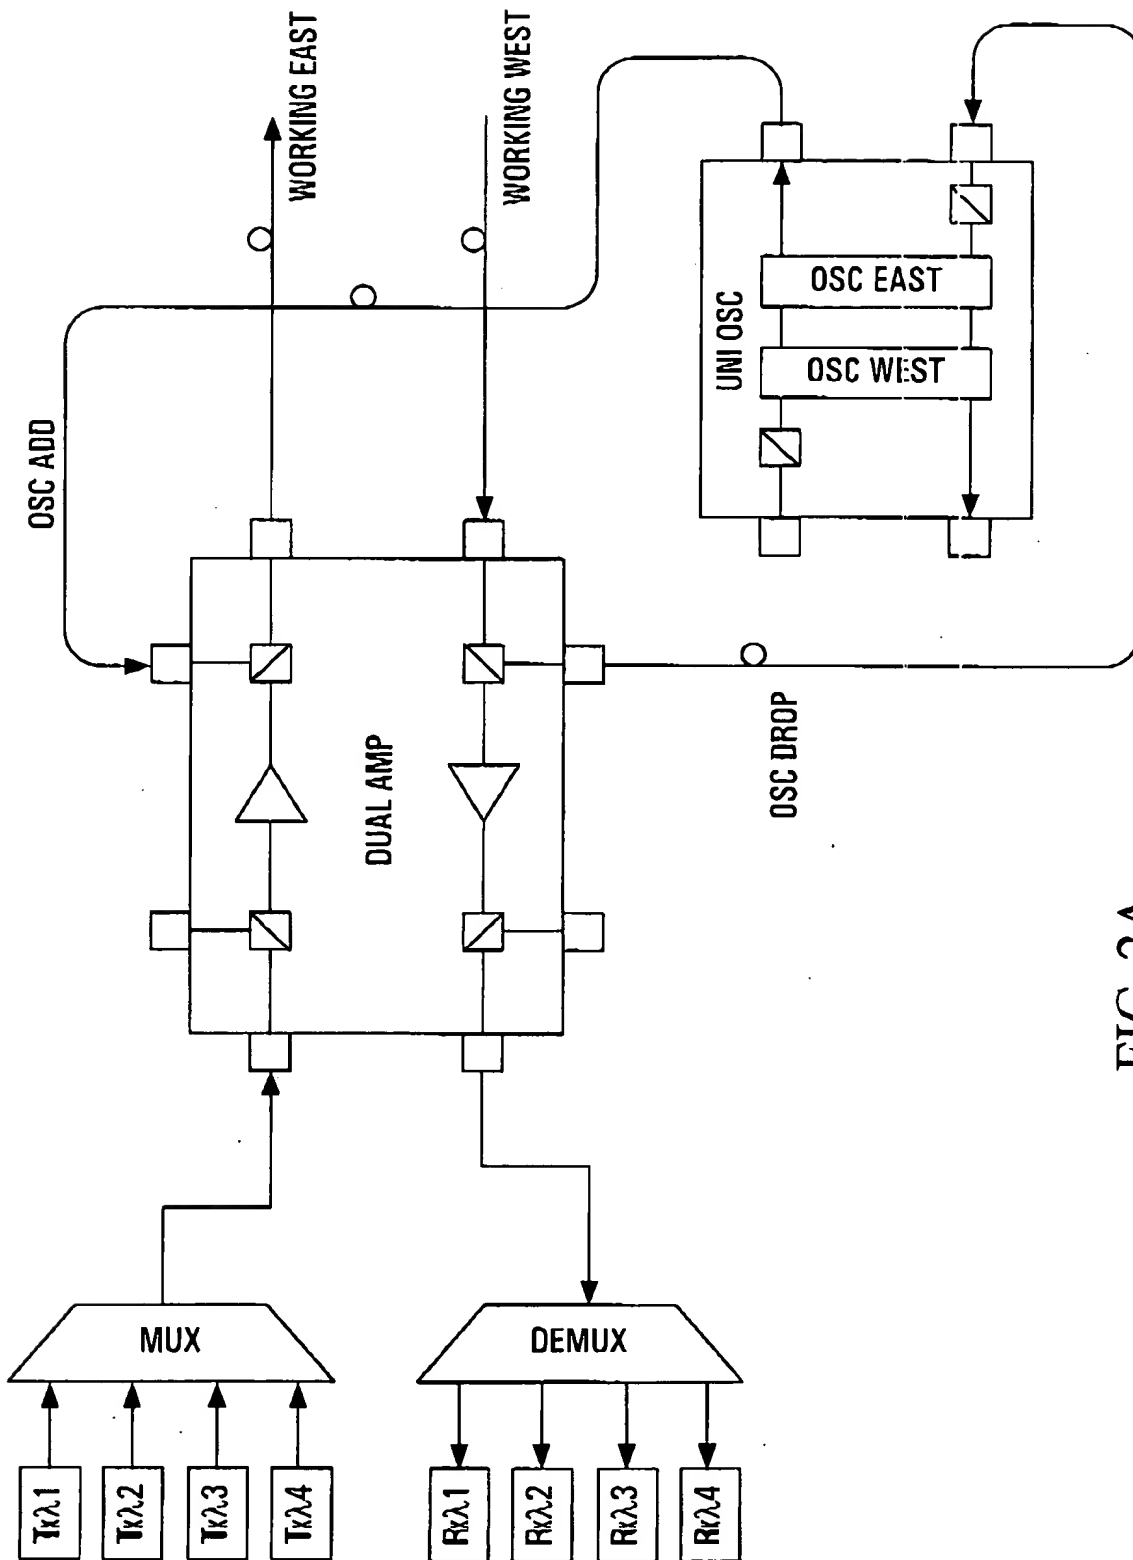 OSC ADD
WORKING EAST
WORKING WEST
Txλ1
Txλ2
Txλ3
Txλ4
MUX
DUAL AMP
Rxλ1
Rxλ2
Rxλ3
Rxλ4
DEMUX
OSC DROP
UNI OSC
OSC EAST
OSC WEST